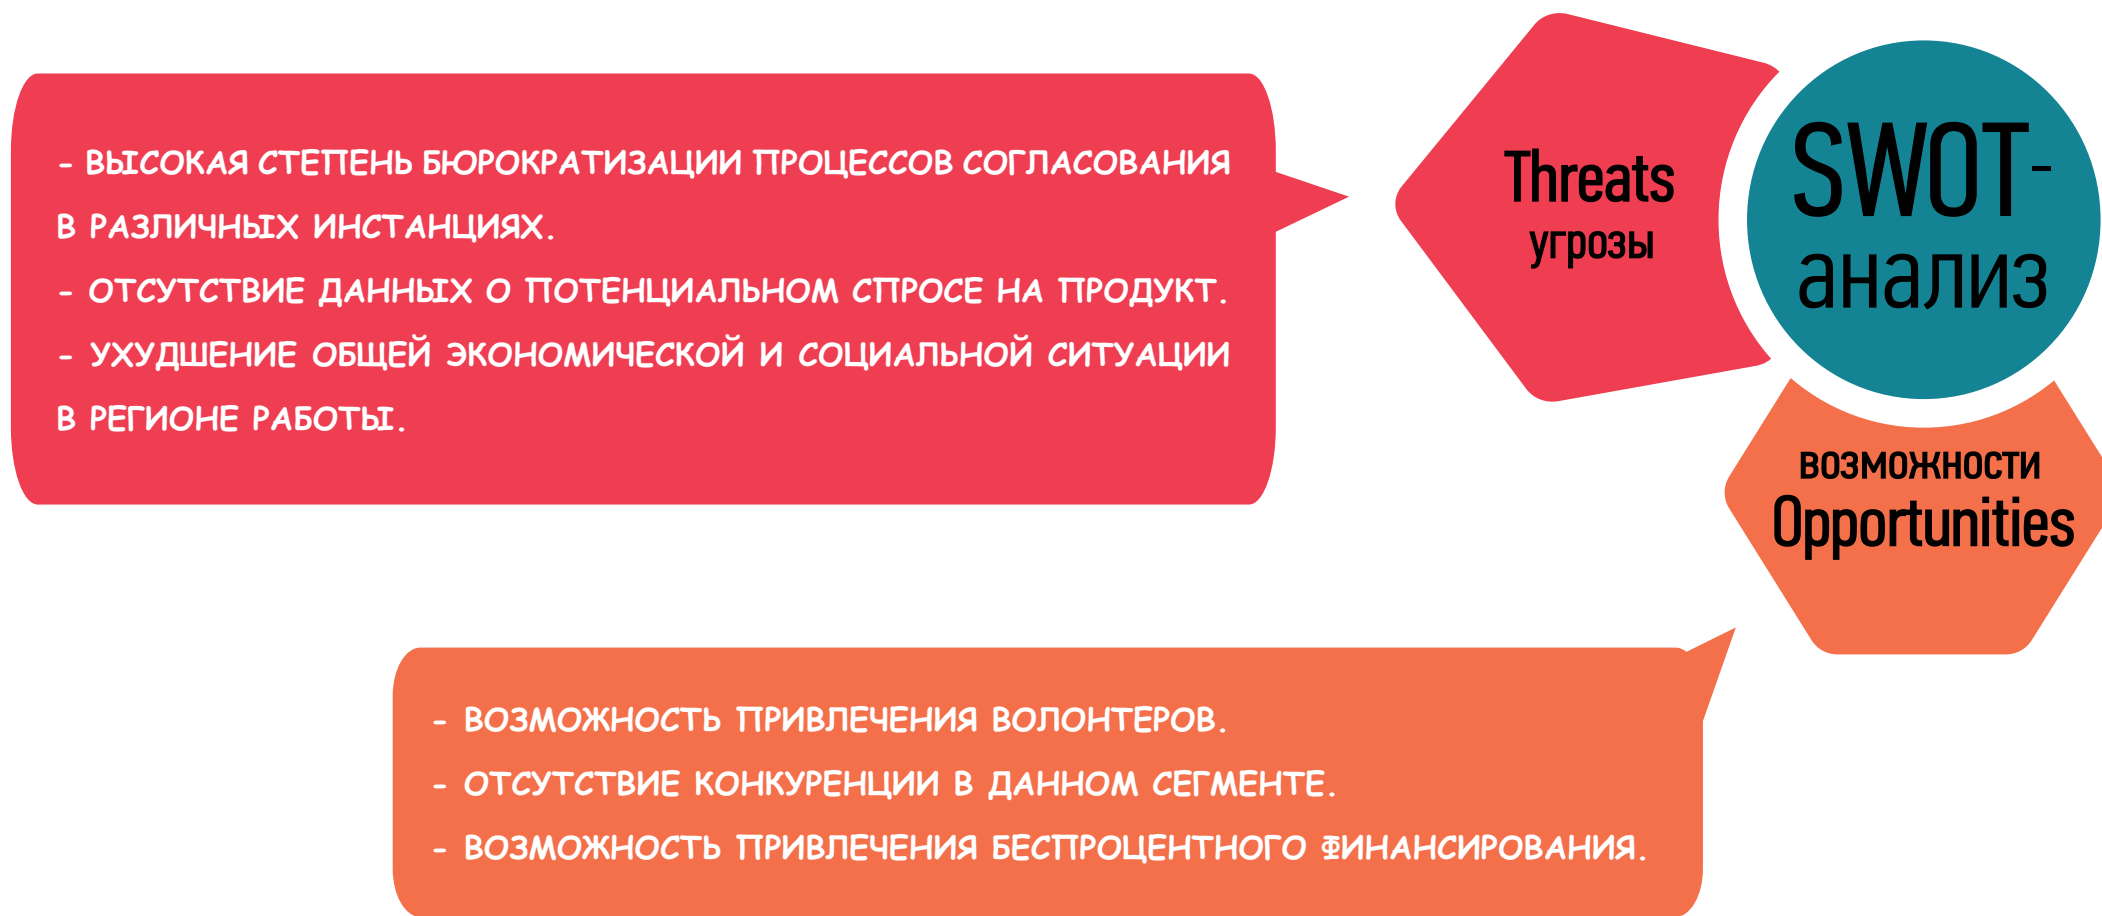 - ВЫСОКАЯ СТЕПЕНЬ БЮРОКРАТИЗАЦИИ ПРОЦЕССОВ СОГЛАСОВАНИЯ
В РАЗЛИЧНЫХ ИНСТАНЦИЯХ.
- ОТСУТСТВИЕ ДАННЫХ О ПОТЕНЦИАЛЬНОМ СПРОСЕ НА ПРОДУКТ.
- УХУДШЕНИЕ ОБЩЕЙ ЭКОНОМИЧЕСКОЙ И СОЦИАЛЬНОЙ СИТУАЦИИ
В РЕГИОНЕ РАБОТЫ.
Threats
угрозы
SWOT-
анализ
возможности
Opportunities
- ВОЗМОЖНОСТЬ ПРИВЛЕЧЕНИЯ ВОЛОНТЕРОВ.
- ОТСУТСТВИЕ КОНКУРЕНЦИИ В ДАННОМ СЕГМЕНТЕ.
- ВОЗМОЖНОСТЬ ПРИВЛЕЧЕНИЯ БЕСПРОЦЕНТНОГО ФИНАНСИРОВАНИЯ.